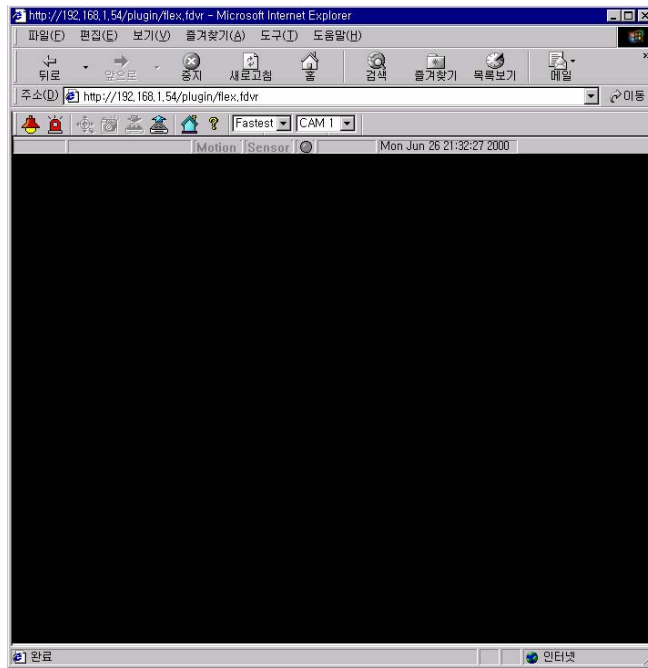 http://192,168,1,54/plugin/flex,fdvr - Microsoft Internet Explorer
파일(F) 편집(E) 보기(V) 즐겨찾기(A) 도구(T) 도움말(H)
뒤로 앞으로 중지 새로고침 홈 검색 즐겨찾기 목록보기 메일
주소(D) http://192,168,1,54/plugin/flex,fdvr 이동
Fastest CAM 1
Motion Sensor Mon Jun 26 21:32:27 2000
완료 인터넷